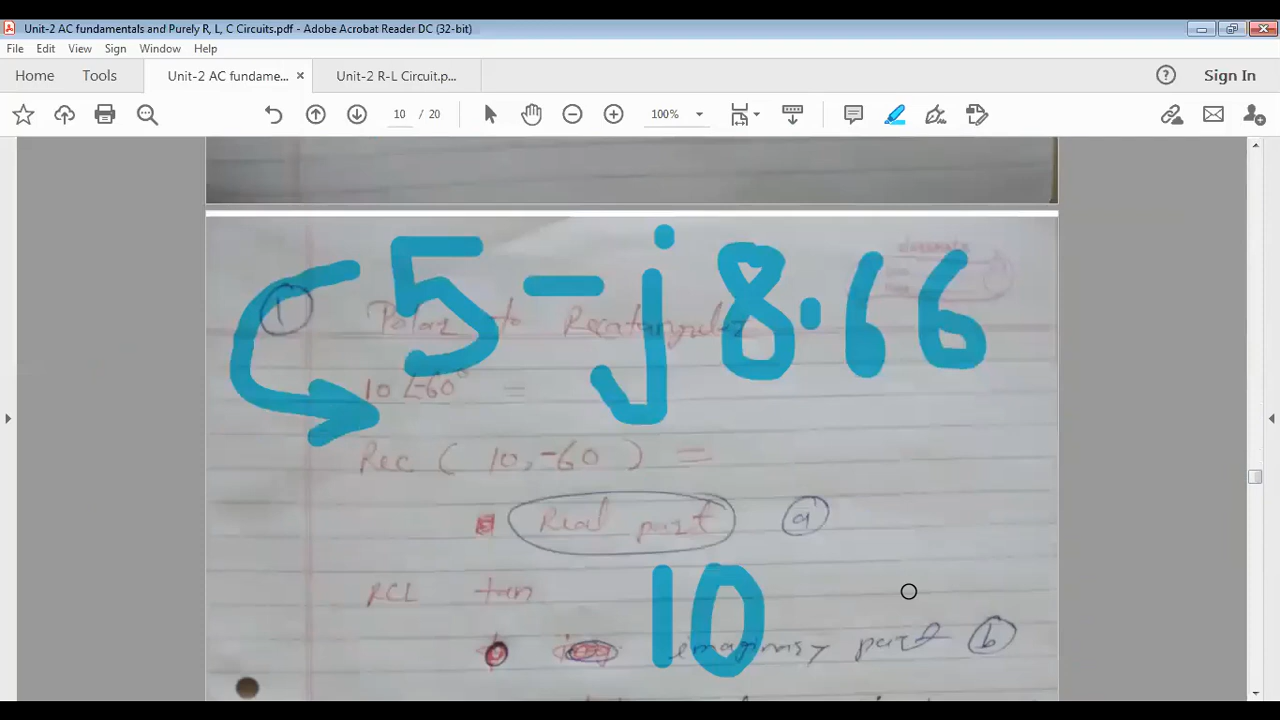 Unit-2 AC fundamentals and Purely R, L, C Circuits.pdf - Adobe Acrobat Reader DC (32-bit)
File Edit View Sign Window Help
Home Tools Unit-2 AC fundame... × Unit-2 R-L Circuit.p... Sign In
10 / 20 100%
5 - j 8.66
1 Polar to Recatangular
10 ∠-60° =
Rec ( 10, -60 ) =
Real part a
RCL tan
10
imaginary part b